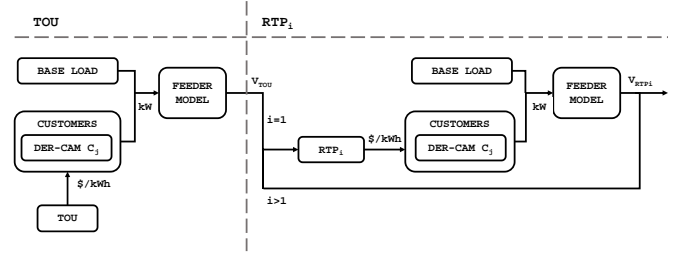 TOU
RTPi
BASE LOAD
FEEDER
MODEL
kW
CUSTOMERS
DER-CAM Cj
$/kWh
TOU
VTOU
i=1
i>1
RTPi
$/kWh
BASE LOAD
CUSTOMERS
DER-CAM Cj
kW
FEEDER
MODEL
VRTPi